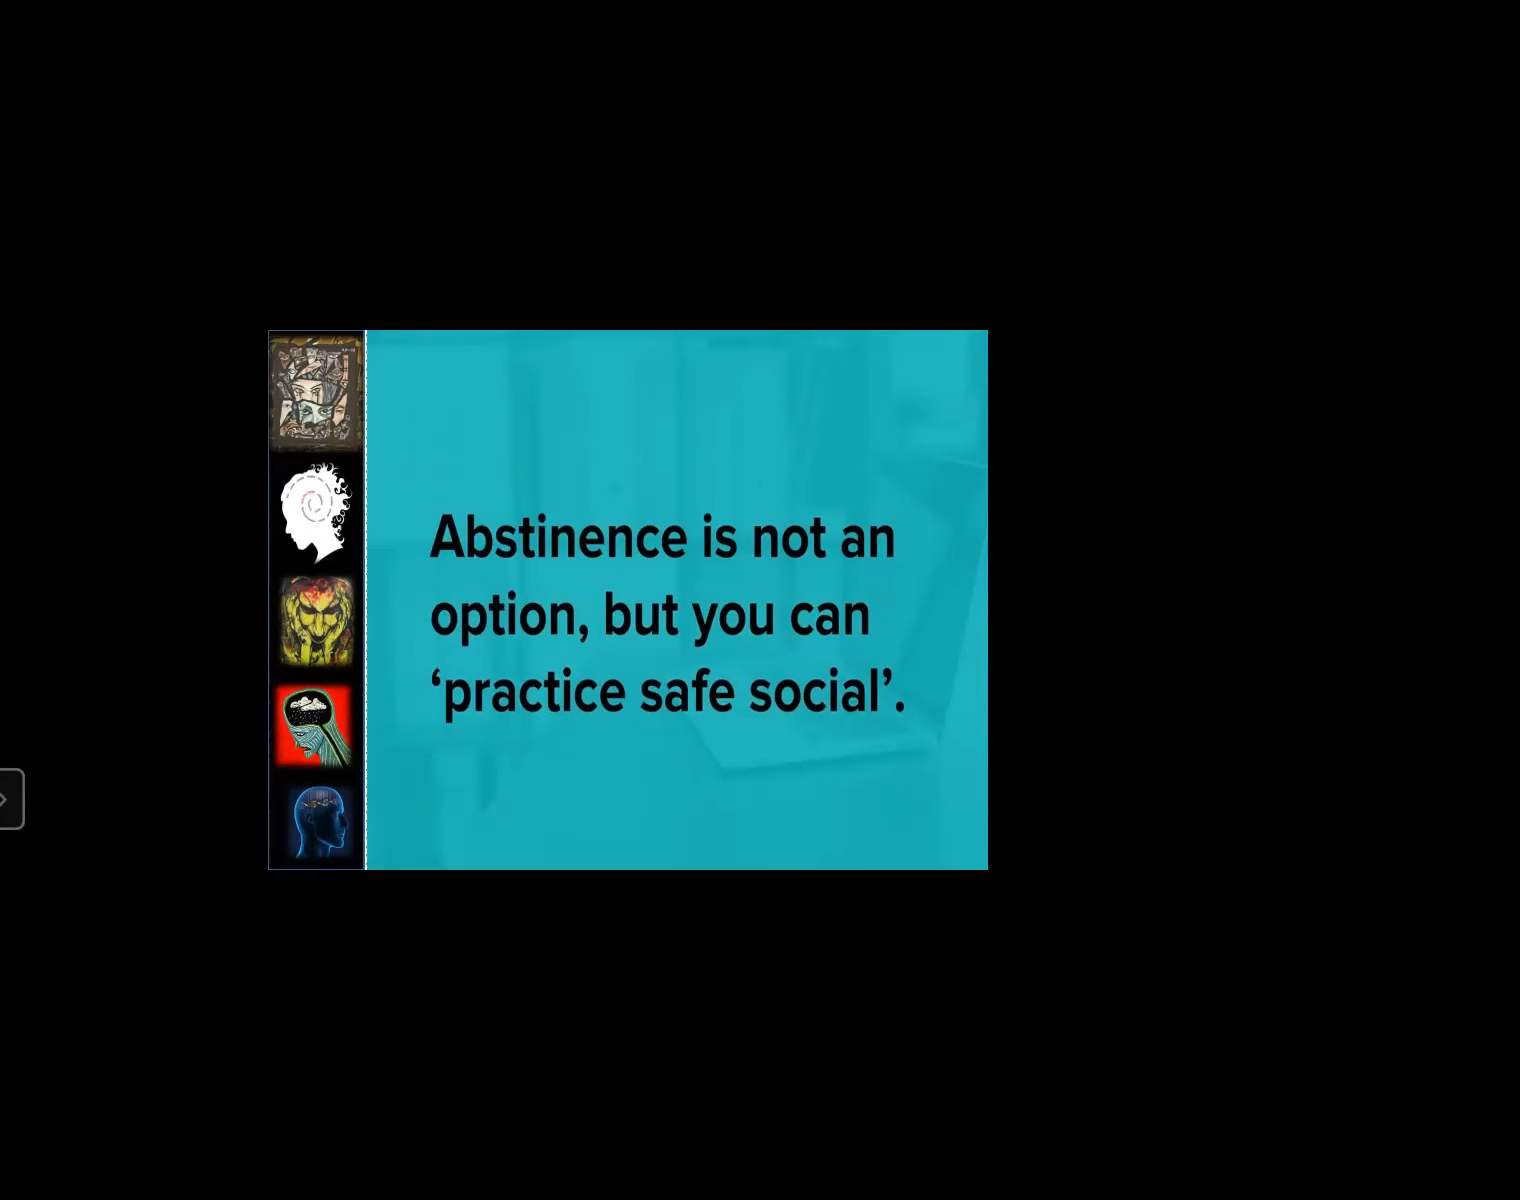 Abstinence is not an
option, but you can
‘practice safe social’.